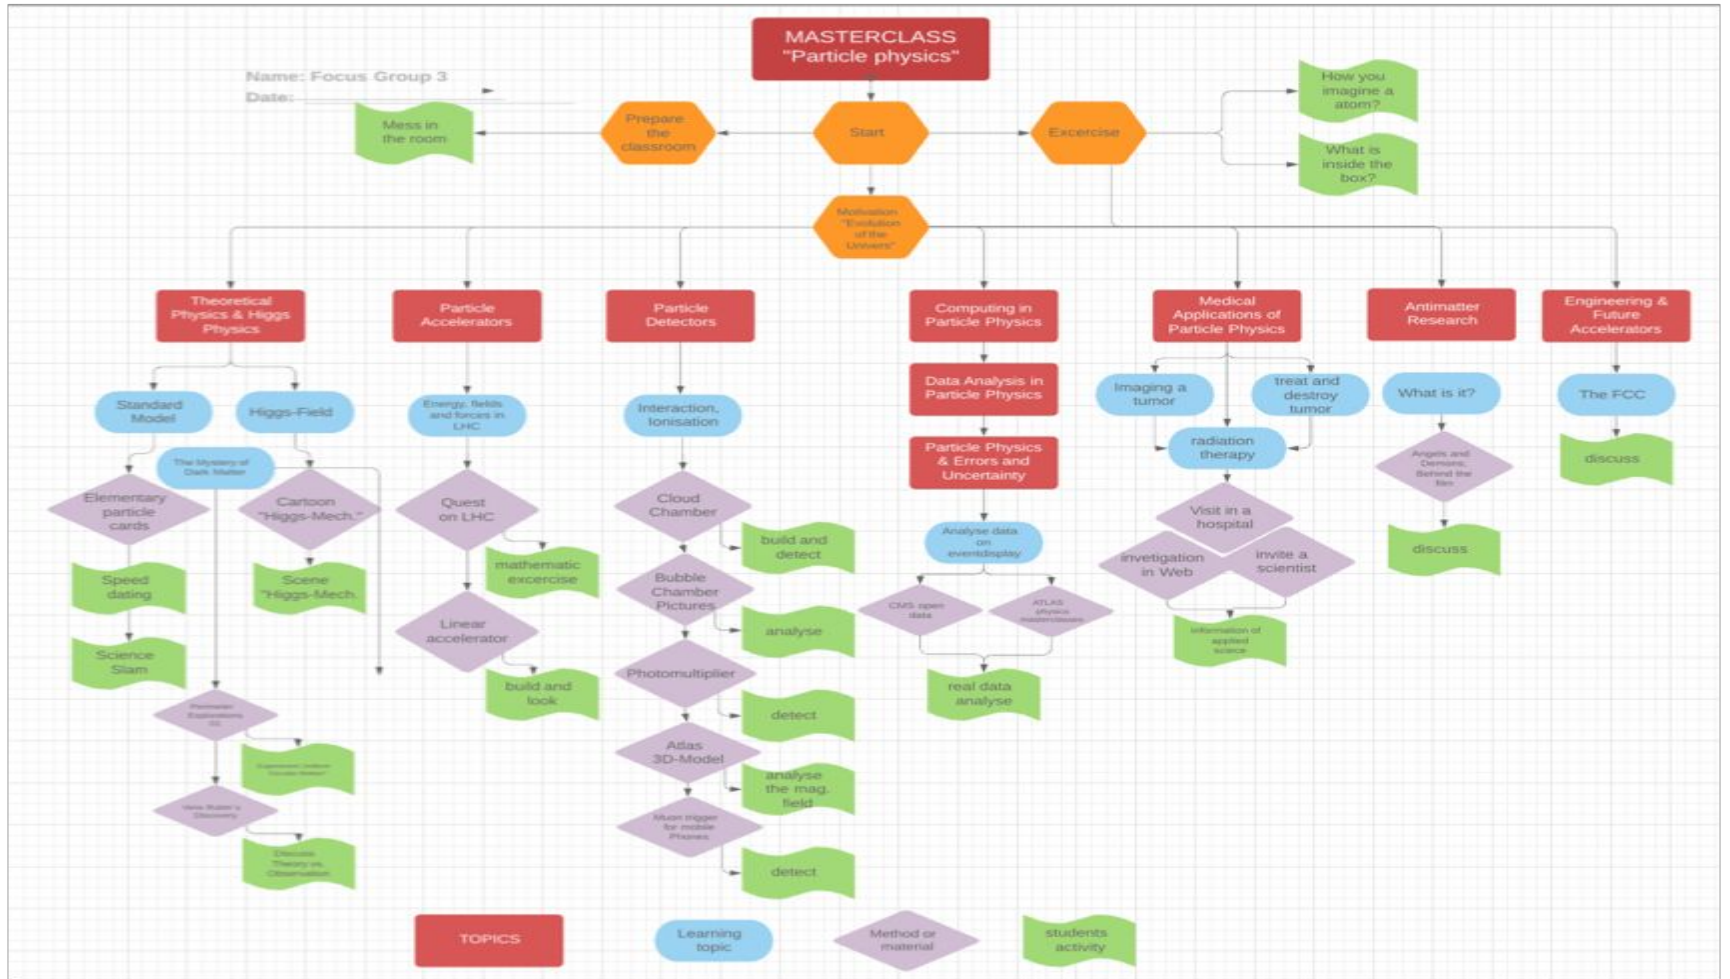 MASTERCLASS
"Particle physics"
Name: Focus Group 3
Date:
Mess in
the room
Prepare
the
classroom
Start
Excercise
How you
imagine a
atom?
What is
inside the
box?
Motivation
"Evolution
of the
Univers"
Theoretical
Physics & Higgs
Physics
Particle
Accelerators
Particle
Detectors
Computing in
Particle Physics
Medical
Applications of
Particle Physics
Antimatter
Research
Engineering &
Future
Accelerators
Standard
Model
Higgs-Field
The Mystery of
Dark Matter
Elementary
particle
cards
Cartoon
"Higgs-Mech."
Speed
dating
Scene
"Higgs-Mech.
Science
Slam
Perimeter
Explorations
Discuss
Theory vs.
Observation
Energy, fields
and forces in
LHC
Quest
on LHC
mathematic
excercise
Linear
accelerator
build and
look
Interaction,
Ionisation
Cloud
Chamber
build and
detect
Bubble
Chamber
Pictures
analyse
Photomultiplier
detect
Atlas
3D-Model
analyse
the mag.
field
Muon trigger
for mobile
Phones
detect
Data Analysis in
Particle Physics
Particle Physics
& Errors and
Uncertainty
Analyse data
on
eventdisplay
CMS open
data
ATLAS
physics
masterclasses
real data
analyse
Imaging a
tumor
treat and
destroy
tumor
radiation
therapy
Visit in a
hospital
invetigation
in Web
invite a
scientist
Information of
applied
sciece
What is it?
Angels and
Demons,
Behind the
film
discuss
The FCC
discuss
TOPICS
Learning
topic
Method or
material
students
activity